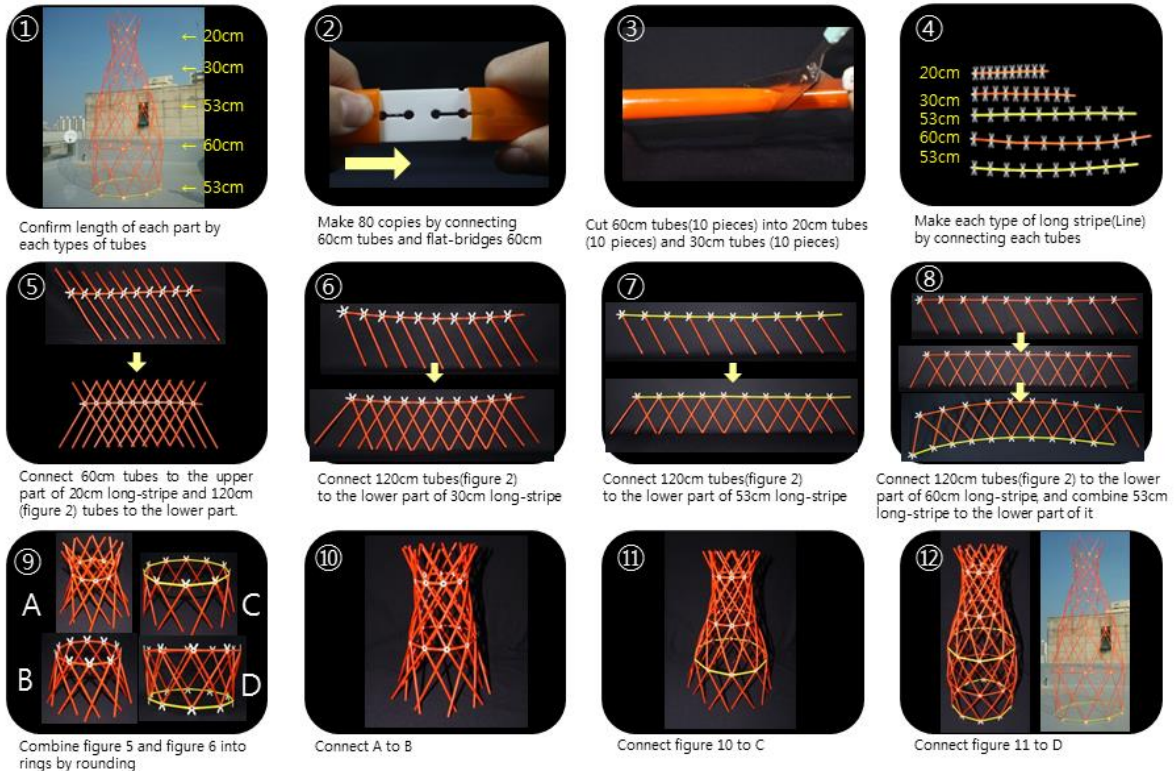 ①
← 20cm
← 30cm
← 53cm
← 60cm
← 53cm
Confirm length of each part by
each types of tubes
②
Make 80 copies by connecting
60cm tubes and flat-bridges 60cm
③
Cut 60cm tubes(10 pieces) into 20cm tubes
(10 pieces) and 30cm tubes (10 pieces)
④
20cm
30cm
53cm
60cm
53cm
Make each type of long stripe(Line)
by connecting each tubes
⑤
Connect 60cm tubes to the upper
part of 20cm long-stripe and 120cm
(figure 2) tubes to the lower part.
⑥
Connect 120cm tubes(figure 2)
to the lower part of 30cm long-stripe
⑦
Connect 120cm tubes(figure 2)
to the lower part of 53cm long-stripe
⑧
Connect 120cm tubes(figure 2) to the lower
part of 60cm long-stripe, and combine 53cm
long-stripe to the lower part of it
⑨
A
C
B
D
Combine figure 5 and figure 6 into
rings by rounding
⑩
Connect A to B
⑪
Connect figure 10 to C
⑫
Connect figure 11 to D